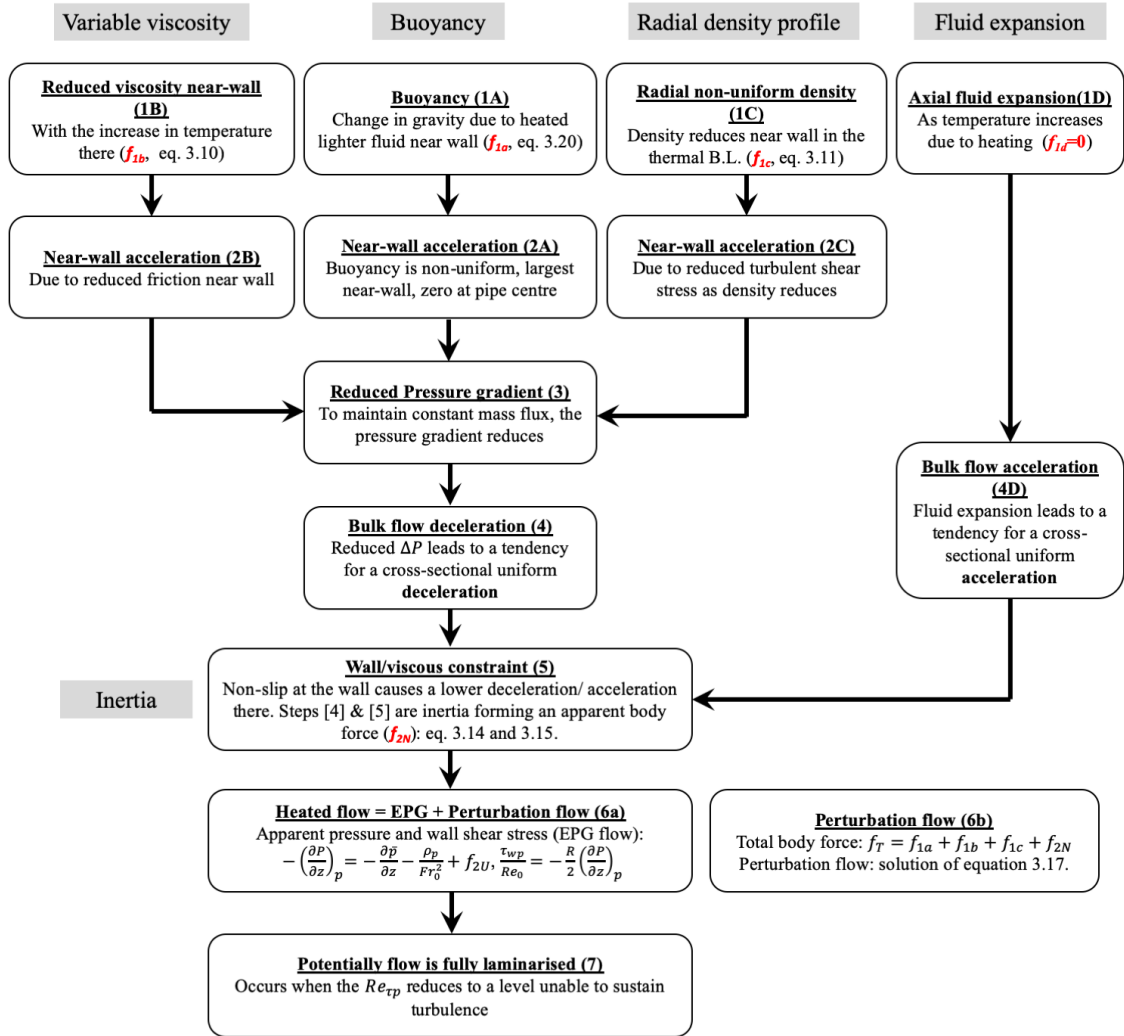 Variable viscosity
Buoyancy
Radial density profile
Fluid expansion
Reduced viscosity near-wall
(1B)
With the increase in temperature
there (f1b, eq. 3.10)
Buoyancy (1A)
Change in gravity due to heated
lighter fluid near wall (f1a, eq. 3.20)
Radial non-uniform density
(1C)
Density reduces near wall in the
thermal B.L. (f1c, eq. 3.11)
Axial fluid expansion(1D)
As temperature increases
due to heating (f1d=0)
Near-wall acceleration (2B)
Due to reduced friction near wall
Near-wall acceleration (2A)
Buoyancy is non-uniform, largest
near-wall, zero at pipe centre
Near-wall acceleration (2C)
Due to reduced turbulent shear
stress as density reduces
Reduced Pressure gradient (3)
To maintain constant mass flux, the
pressure gradient reduces
Bulk flow acceleration
(4D)
Fluid expansion leads to a
tendency for a cross-
sectional uniform
acceleration
Bulk flow deceleration (4)
Reduced ΔP leads to a tendency
for a cross-sectional uniform
deceleration
Inertia
Wall/viscous constraint (5)
Non-slip at the wall causes a lower deceleration/ acceleration
there. Steps [4] & [5] are inertia forming an apparent body
force (f2N): eq. 3.14 and 3.15.
Heated flow = EPG + Perturbation flow (6a)
Apparent pressure and wall shear stress (EPG flow):
−(∂P/∂z)p = −∂p̄/∂z − ρp/Fr0² + f2U, τwp/Re0 = −R/2 (∂P/∂z)p
Perturbation flow (6b)
Total body force: fT = f1a + f1b + f1c + f2N
Perturbation flow: solution of equation 3.17.
Potentially flow is fully laminarised (7)
Occurs when the Reτp reduces to a level unable to sustain
turbulence